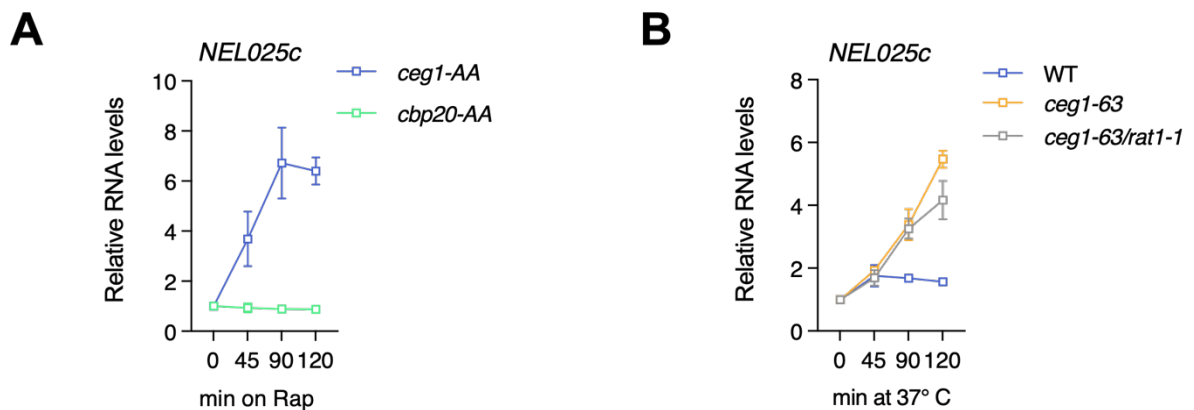 A
NEL025c
Relative RNA levels
10
8
6
4
2
0
0 45 90 120
min on Rap
ceg1-AA
cbp20-AA
B
NEL025c
Relative RNA levels
8
6
4
2
0
0 45 90 120
min at 37° C
WT
ceg1-63
ceg1-63/rat1-1